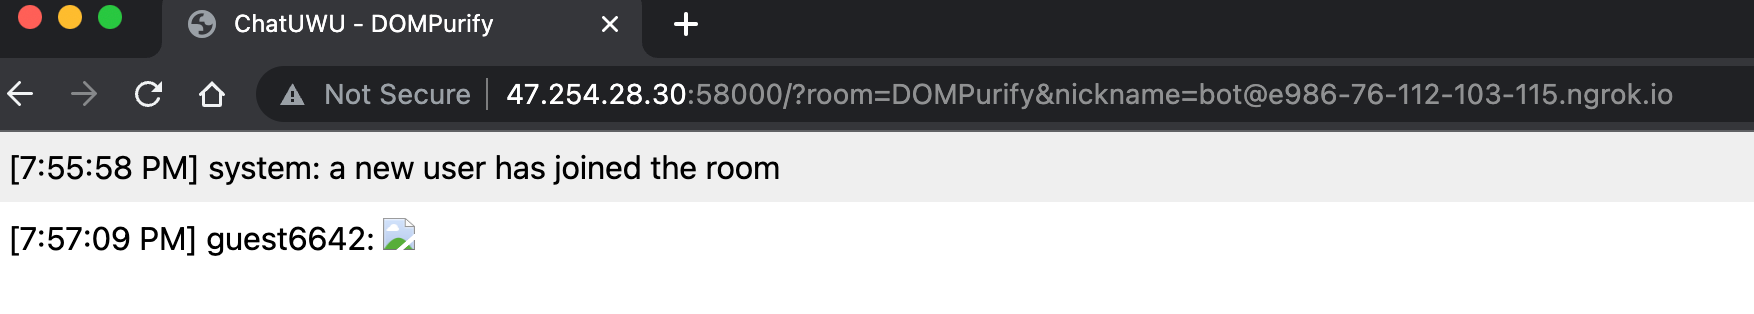 ChatUWU - DOMPurify
Not Secure 47.254.28.30:58000/?room=DOMPurify&nickname=bot@e986-76-112-103-115.ngrok.io
[7:55:58 PM] system: a new user has joined the room
[7:57:09 PM] guest6642: